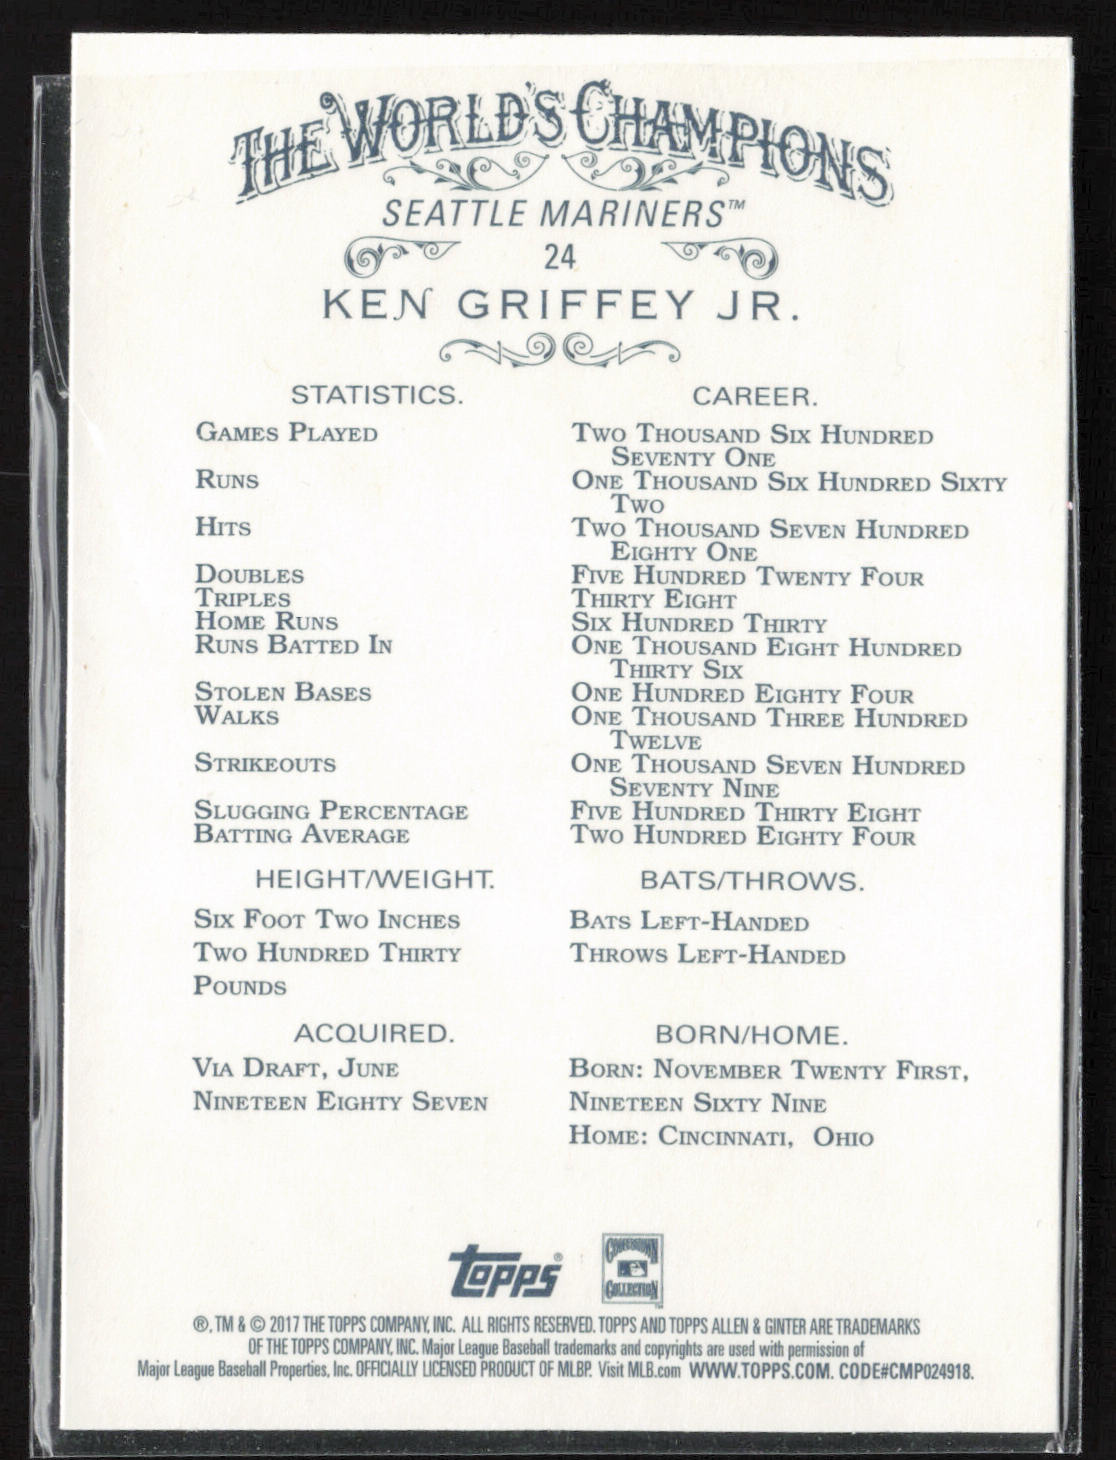 THE WORLD'S CHAMPIONS
SEATTLE MARINERS™
24
KEN GRIFFEY JR.
STATISTICS. CAREER.
GAMES PLAYED TWO THOUSAND SIX HUNDRED
SEVENTY ONE
RUNS ONE THOUSAND SIX HUNDRED SIXTY
TWO
HITS TWO THOUSAND SEVEN HUNDRED
EIGHTY ONE
DOUBLES FIVE HUNDRED TWENTY FOUR
TRIPLES THIRTY EIGHT
HOME RUNS SIX HUNDRED THIRTY
RUNS BATTED IN ONE THOUSAND EIGHT HUNDRED
THIRTY SIX
STOLEN BASES ONE HUNDRED EIGHTY FOUR
WALKS ONE THOUSAND THREE HUNDRED
TWELVE
STRIKEOUTS ONE THOUSAND SEVEN HUNDRED
SEVENTY NINE
SLUGGING PERCENTAGE FIVE HUNDRED THIRTY EIGHT
BATTING AVERAGE TWO HUNDRED EIGHTY FOUR
HEIGHT/WEIGHT. BATS/THROWS.
SIX FOOT TWO INCHES BATS LEFT-HANDED
TWO HUNDRED THIRTY THROWS LEFT-HANDED
POUNDS
ACQUIRED. BORN/HOME.
VIA DRAFT, JUNE BORN: NOVEMBER TWENTY FIRST,
NINETEEN EIGHTY SEVEN NINETEEN SIXTY NINE
HOME: CINCINNATI, OHIO
topps®
COOPERSTOWN
COLLECTION™
®, TM & © 2017 THE TOPPS COMPANY, INC. ALL RIGHTS RESERVED. TOPPS AND TOPPS ALLEN & GINTER ARE TRADEMARKS
OF THE TOPPS COMPANY, INC. Major League Baseball trademarks and copyrights are used with permission of
Major League Baseball Properties, Inc. OFFICIALLY LICENSED PRODUCT OF MLBP. Visit MLB.com WWW.TOPPS.COM. CODE#CMP024918.